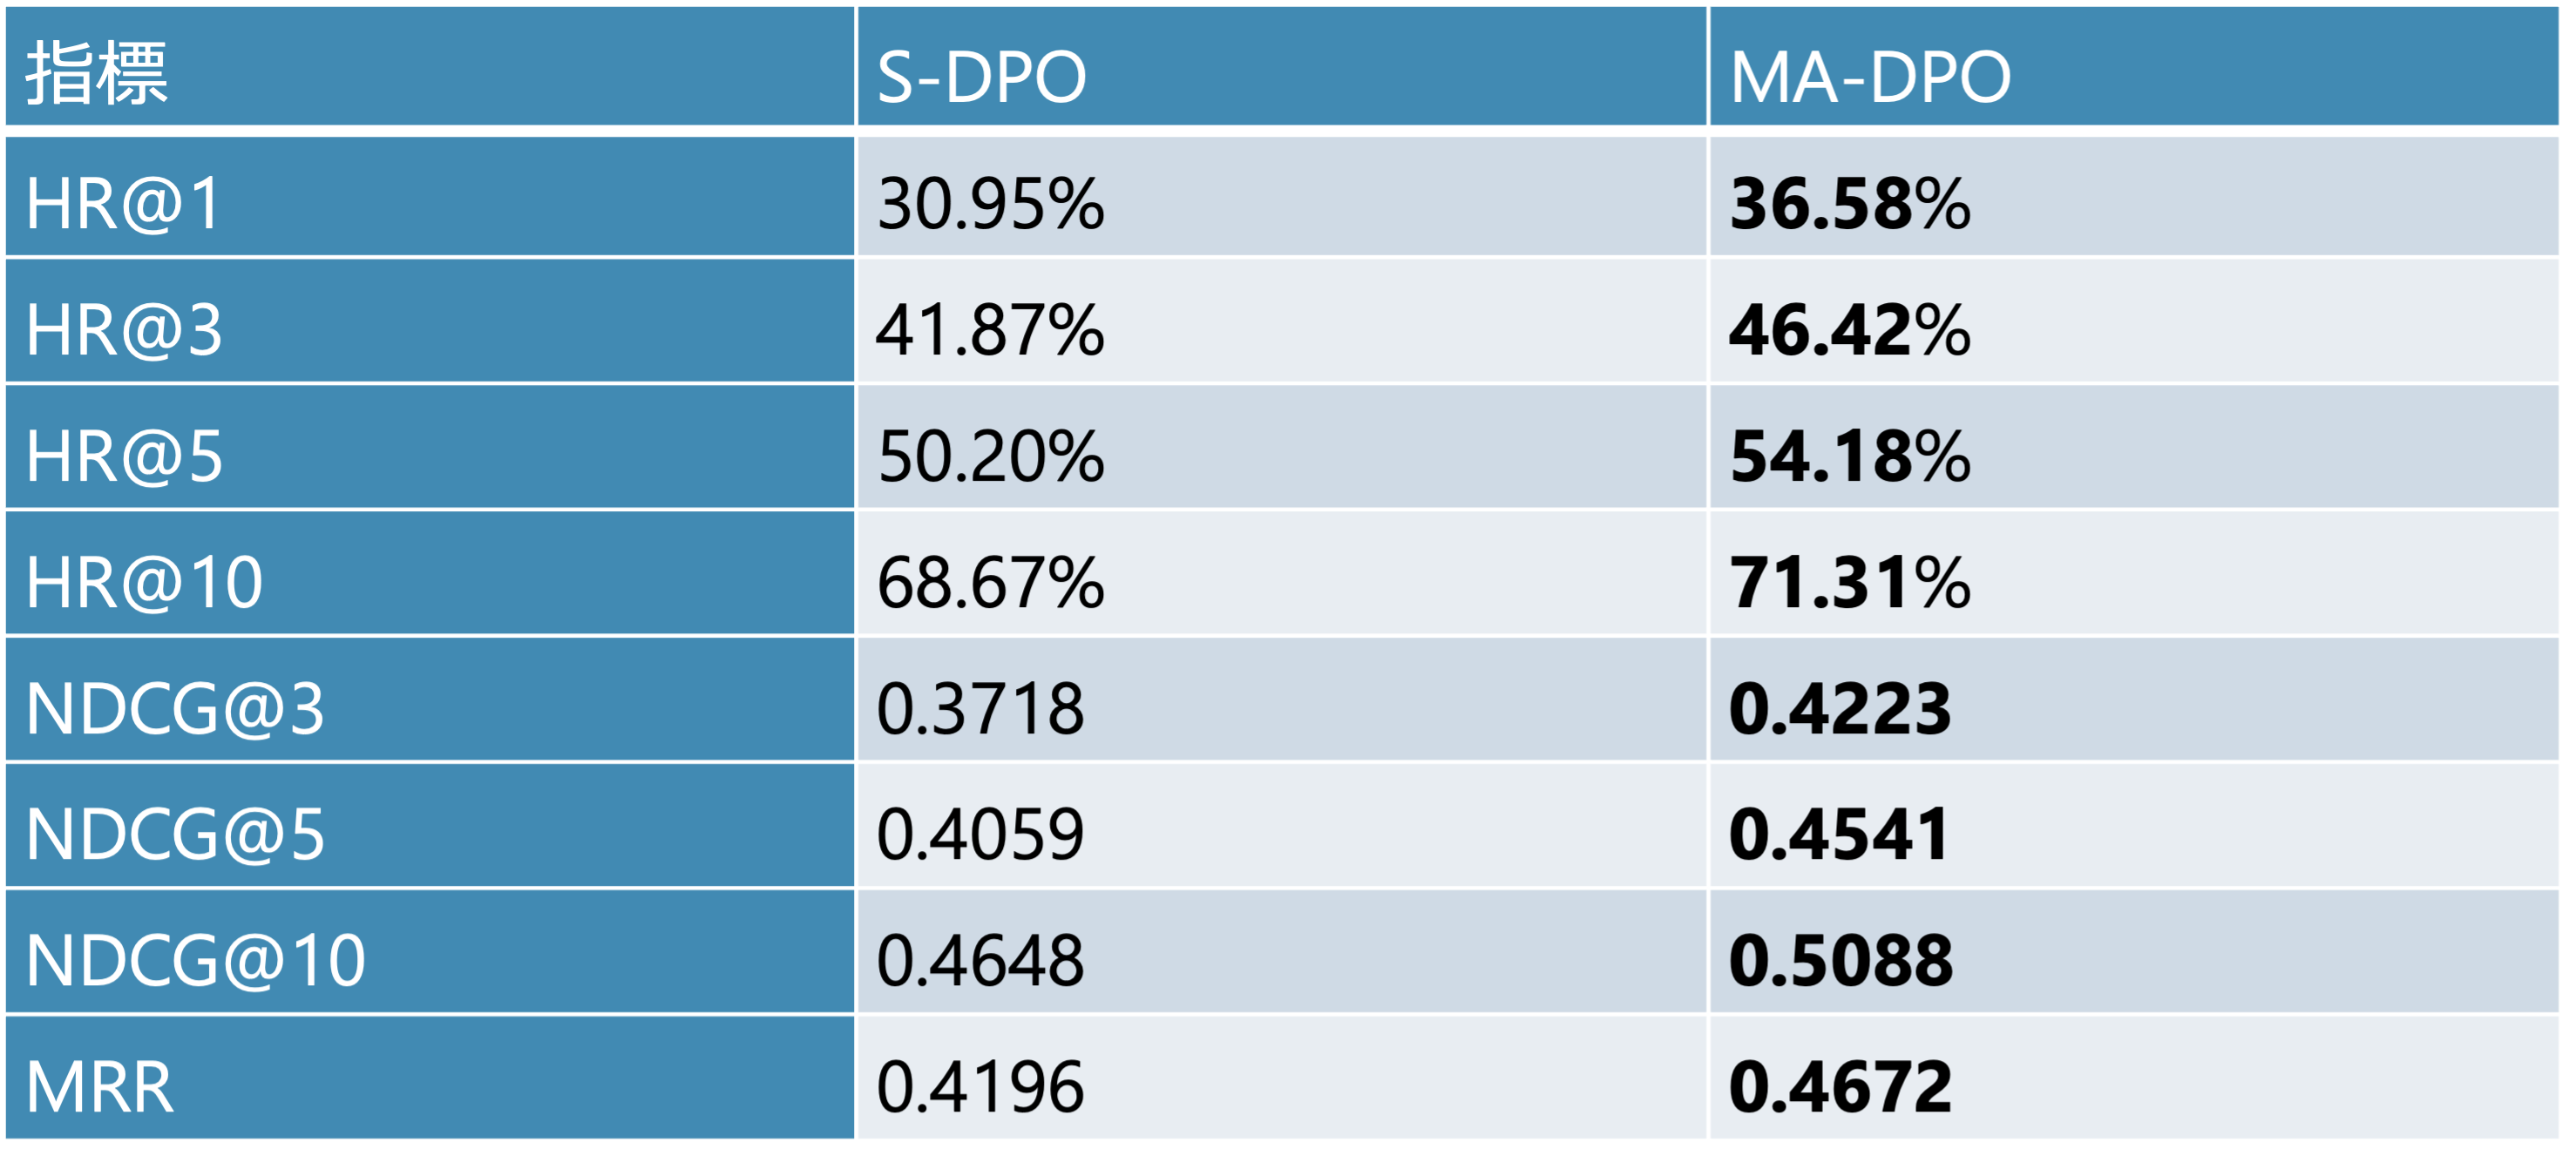 指標 S-DPO MA-DPO
HR@1 30.95% 36.58%
HR@3 41.87% 46.42%
HR@5 50.20% 54.18%
HR@10 68.67% 71.31%
NDCG@3 0.3718 0.4223
NDCG@5 0.4059 0.4541
NDCG@10 0.4648 0.5088
MRR 0.4196 0.4672